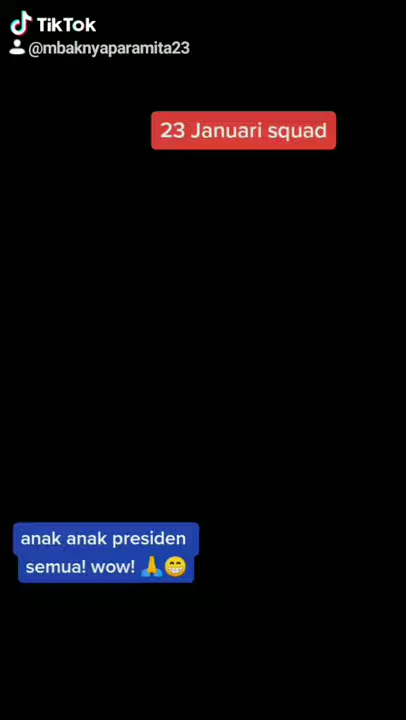 TikTok
@mbaknyaparamita23
23 Januari squad
anak anak presiden
semua! wow! 🙏😁